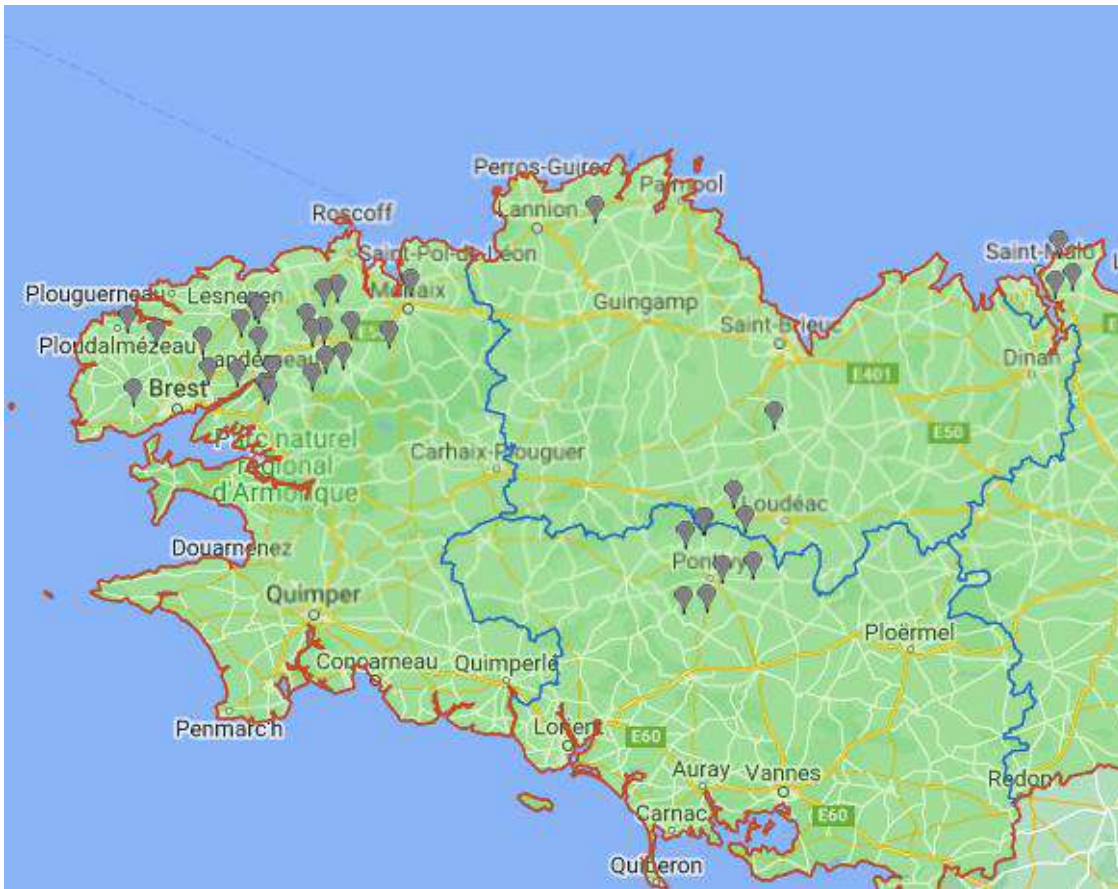 Perros-Guirec
Paimpol
Lannion
Roscoff
Saint-Pol-de-Léon
Saint-Malo
Plouguerneau
Lesneven
Morlaix
Guingamp
Saint-Brieuc
Ploudalmézeau
Landerneau
Dinan
E401
Brest
E50
Parc naturel
régional
d'Armorique
Carhaix-Plouguer
Loudéac
Douarnenez
Pontivy
Quimper
Ploërmel
Concarneau
Quimperlé
Penmarc'h
Lorient
E60
Auray
Vannes
Redon
Carnac
E60
Quiberon